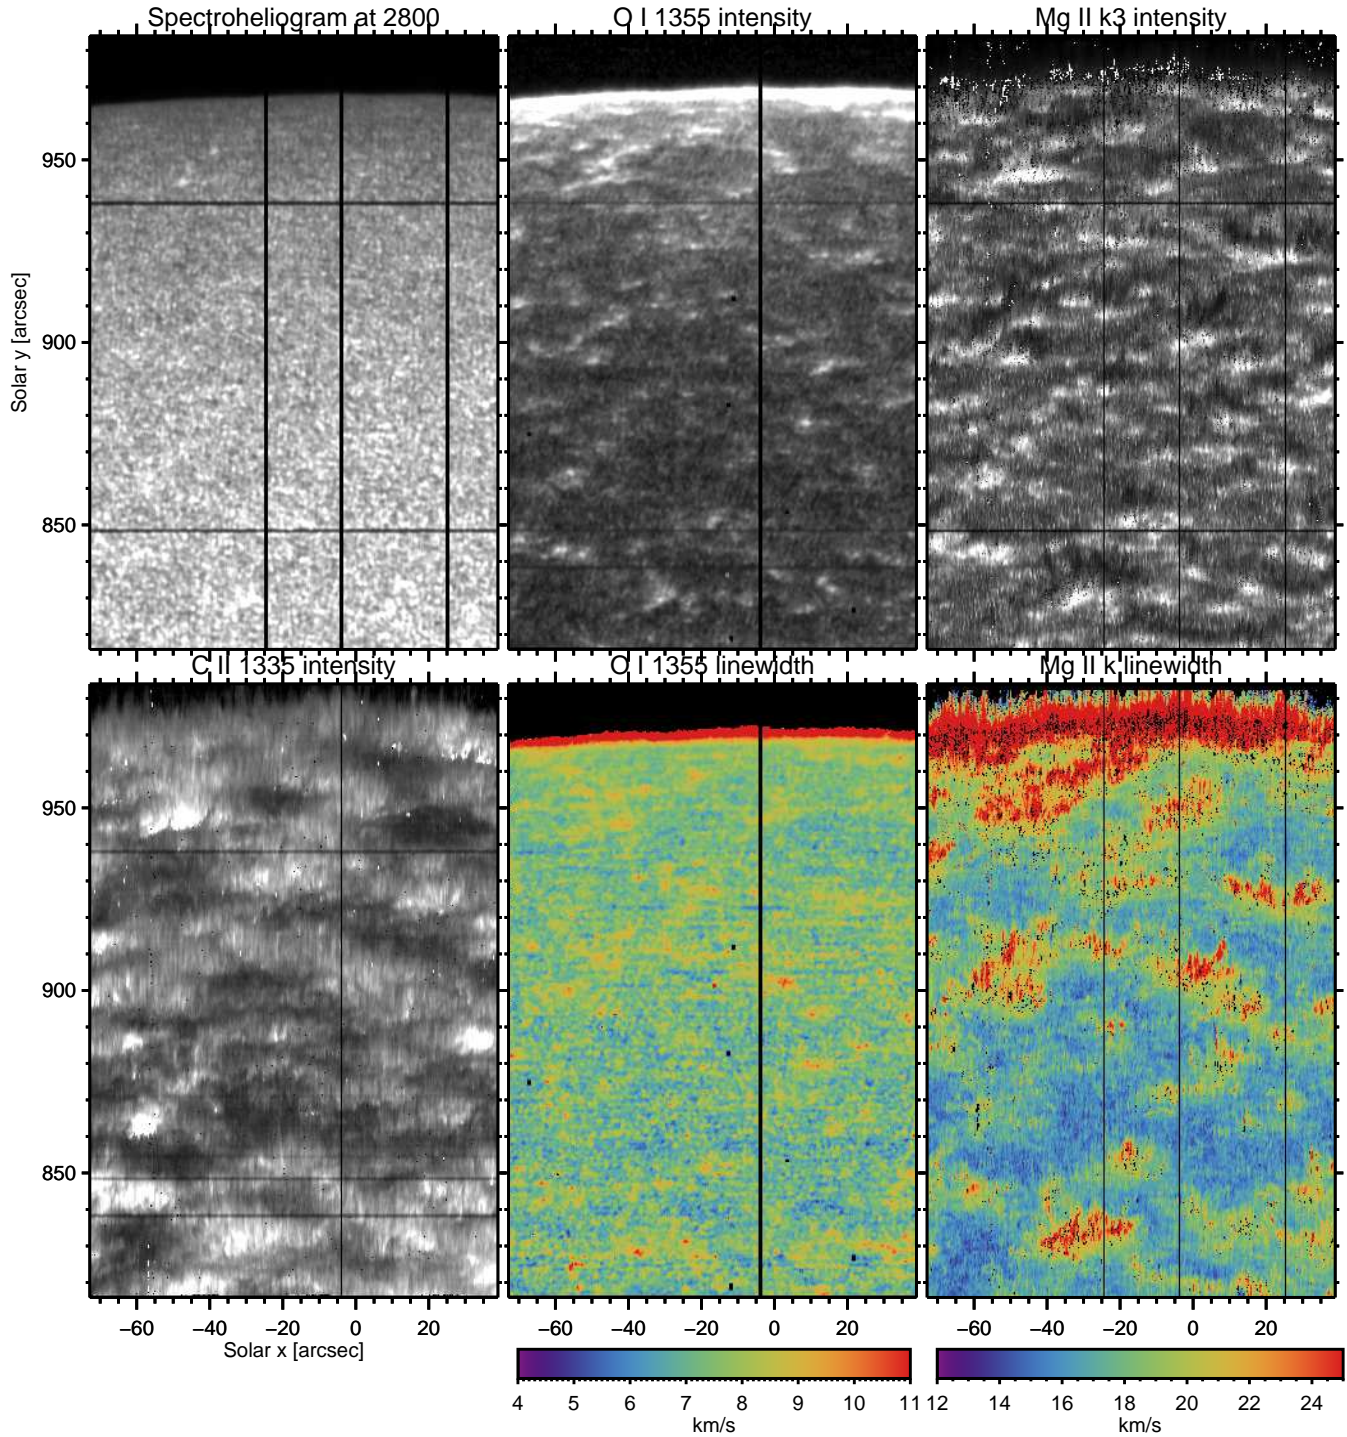 Spectroheliogram at 2800 O I 1355 intensity Mg II k3 intensity
950
900
850
Solar y [arcsec]
C II 1335 intensity O I 1355 linewidth Mg II k linewidth
950
900
850
−60 −40 −20 0 20 −60 −40 −20 0 20 −60 −40 −20 0 20
Solar x [arcsec]
4 5 6 7 8 9 10 11 12 14 16 18 20 22 24
km/s km/s